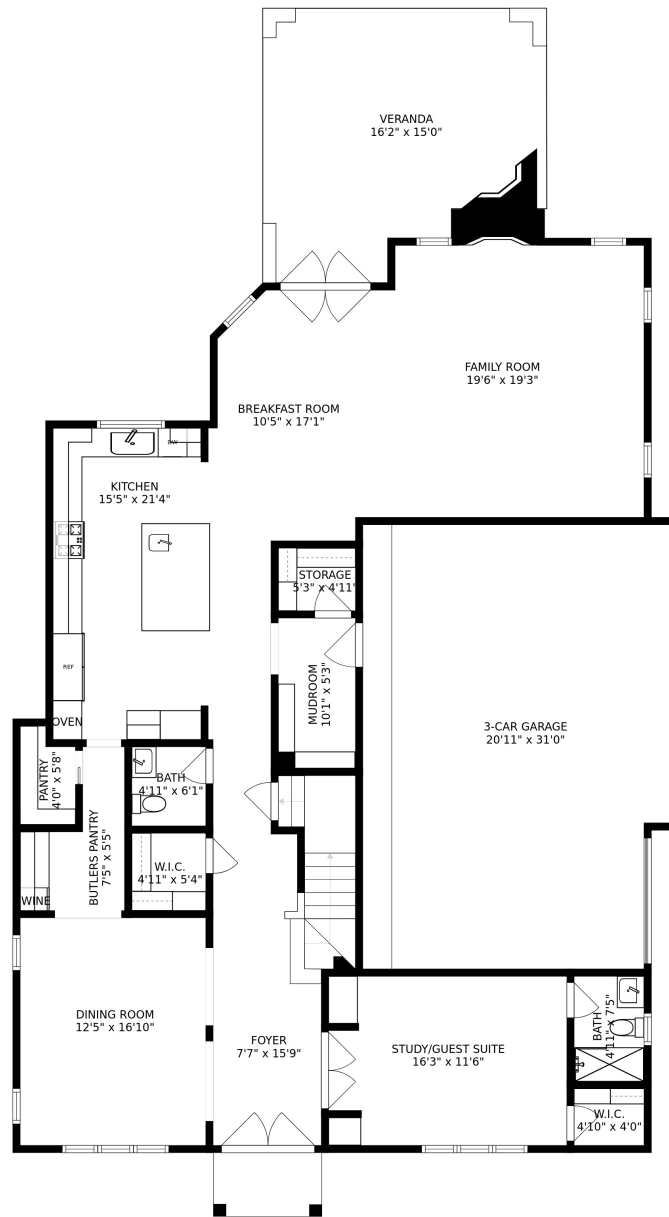 VERANDA
16'2" x 15'0"
FAMILY ROOM
19'6" x 19'3"
BREAKFAST ROOM
10'5" x 17'1"
DW
KITCHEN
15'5" x 21'4"
STORAGE
5'3" x 4'11"
REF
MUDROOM
10'1" x 5'3"
OVEN
3-CAR GARAGE
20'11" x 31'0"
PANTRY
4'0" x 5'8"
BATH
4'11" x 6'1"
BUTLERS PANTRY
7'5" x 5'5"
W.I.C.
4'11" x 5'4"
WINE
DINING ROOM
12'5" x 16'10"
FOYER
7'7" x 15'9"
STUDY/GUEST SUITE
16'3" x 11'6"
BATH
4'11" x 7'5"
W.I.C.
4'10" x 4'0"